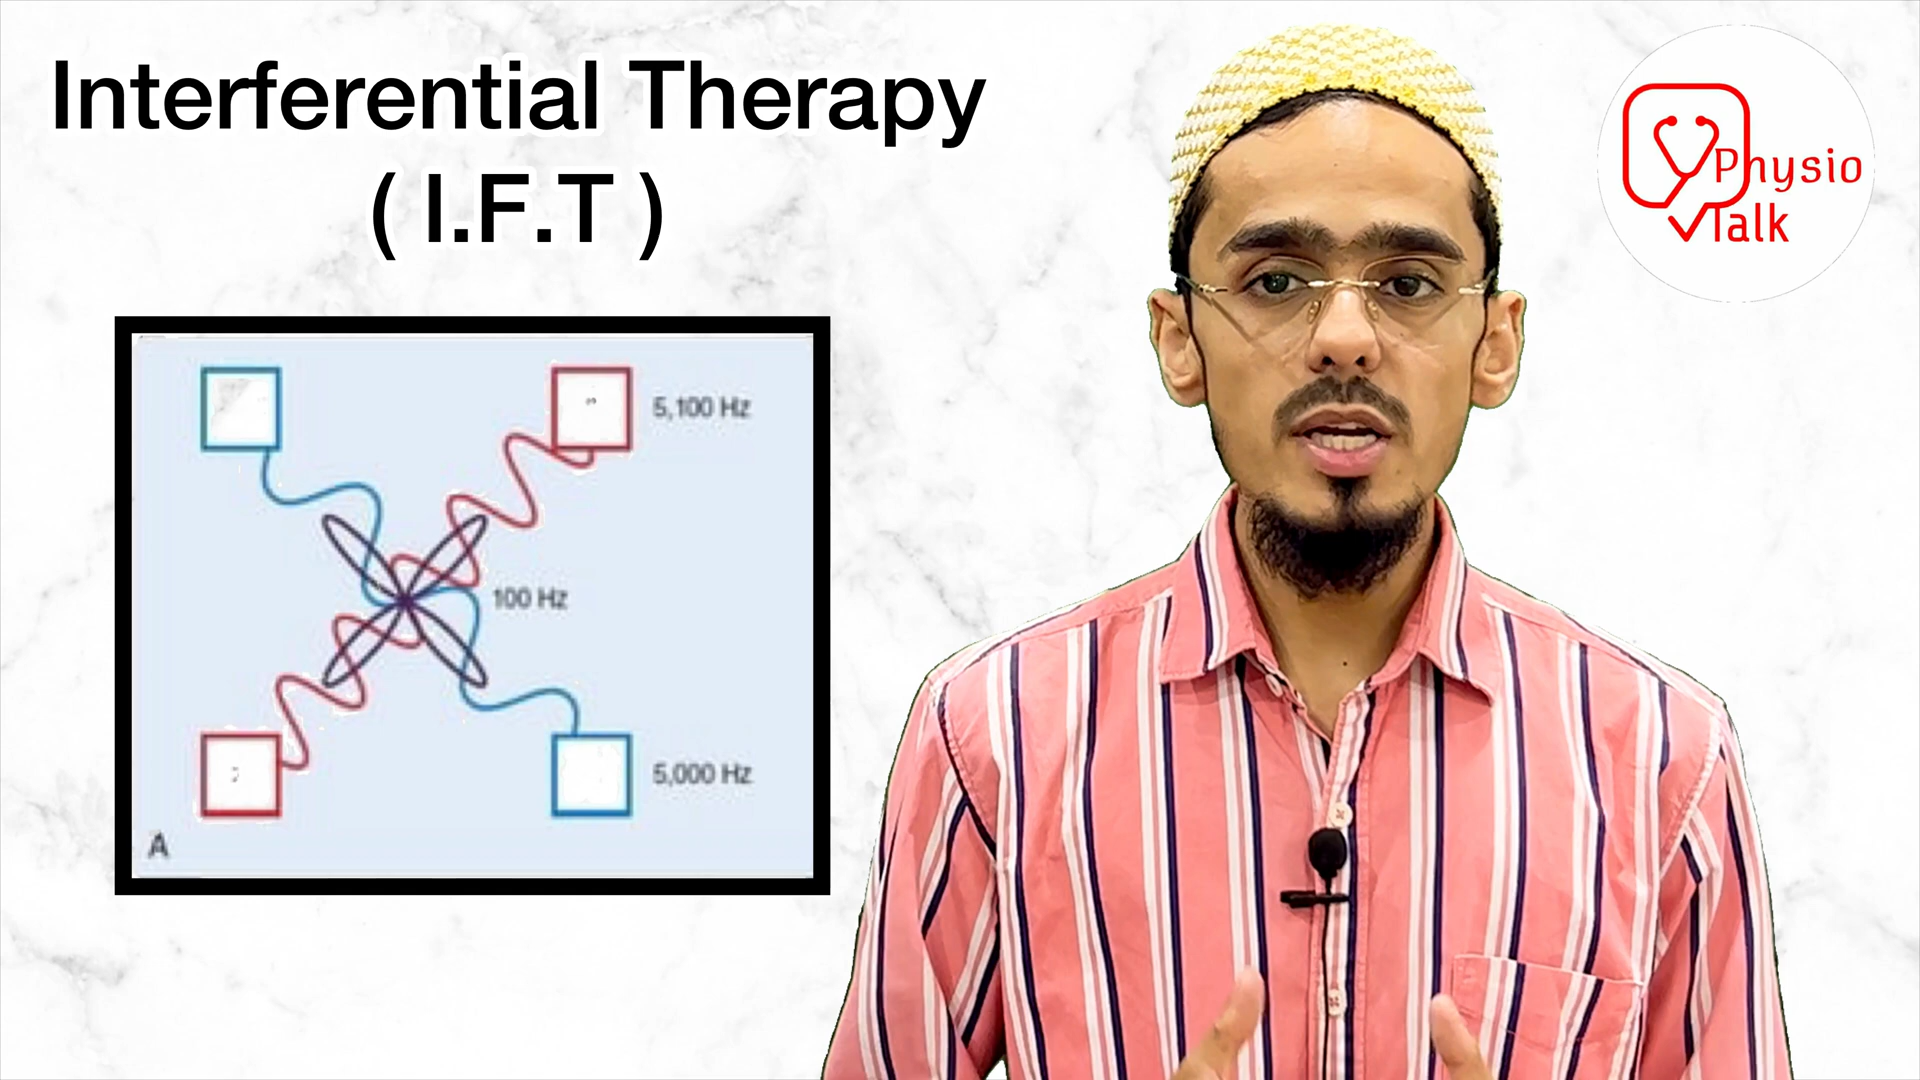 Interferential Therapy
( I.F.T )
Physio
Talk
5,100 Hz
100 Hz
5,000 Hz
A